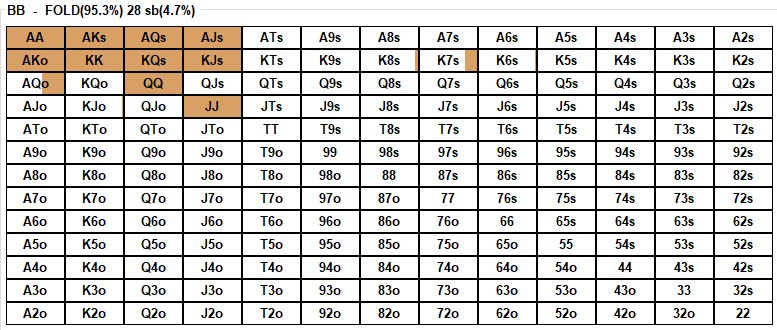 BB - FOLD(95.3%) 28 sb(4.7%)
AA AKs AQs AJs ATs A9s A8s A7s A6s A5s A4s A3s A2s
AKo KK KQs KJs KTs K9s K8s K7s K6s K5s K4s K3s K2s
AQo KQo QQ QJs QTs Q9s Q8s Q7s Q6s Q5s Q4s Q3s Q2s
AJo KJo QJo JJ JTs J9s J8s J7s J6s J5s J4s J3s J2s
ATo KTo QTo JTo TT T9s T8s T7s T6s T5s T4s T3s T2s
A9o K9o Q9o J9o T9o 99 98s 97s 96s 95s 94s 93s 92s
A8o K8o Q8o J8o T8o 98o 88 87s 86s 85s 84s 83s 82s
A7o K7o Q7o J7o T7o 97o 87o 77 76s 75s 74s 73s 72s
A6o K6o Q6o J6o T6o 96o 86o 76o 66 65s 64s 63s 62s
A5o K5o Q5o J5o T5o 95o 85o 75o 65o 55 54s 53s 52s
A4o K4o Q4o J4o T4o 94o 84o 74o 64o 54o 44 43s 42s
A3o K3o Q3o J3o T3o 93o 83o 73o 63o 53o 43o 33 32s
A2o K2o Q2o J2o T2o 92o 82o 72o 62o 52o 42o 32o 22